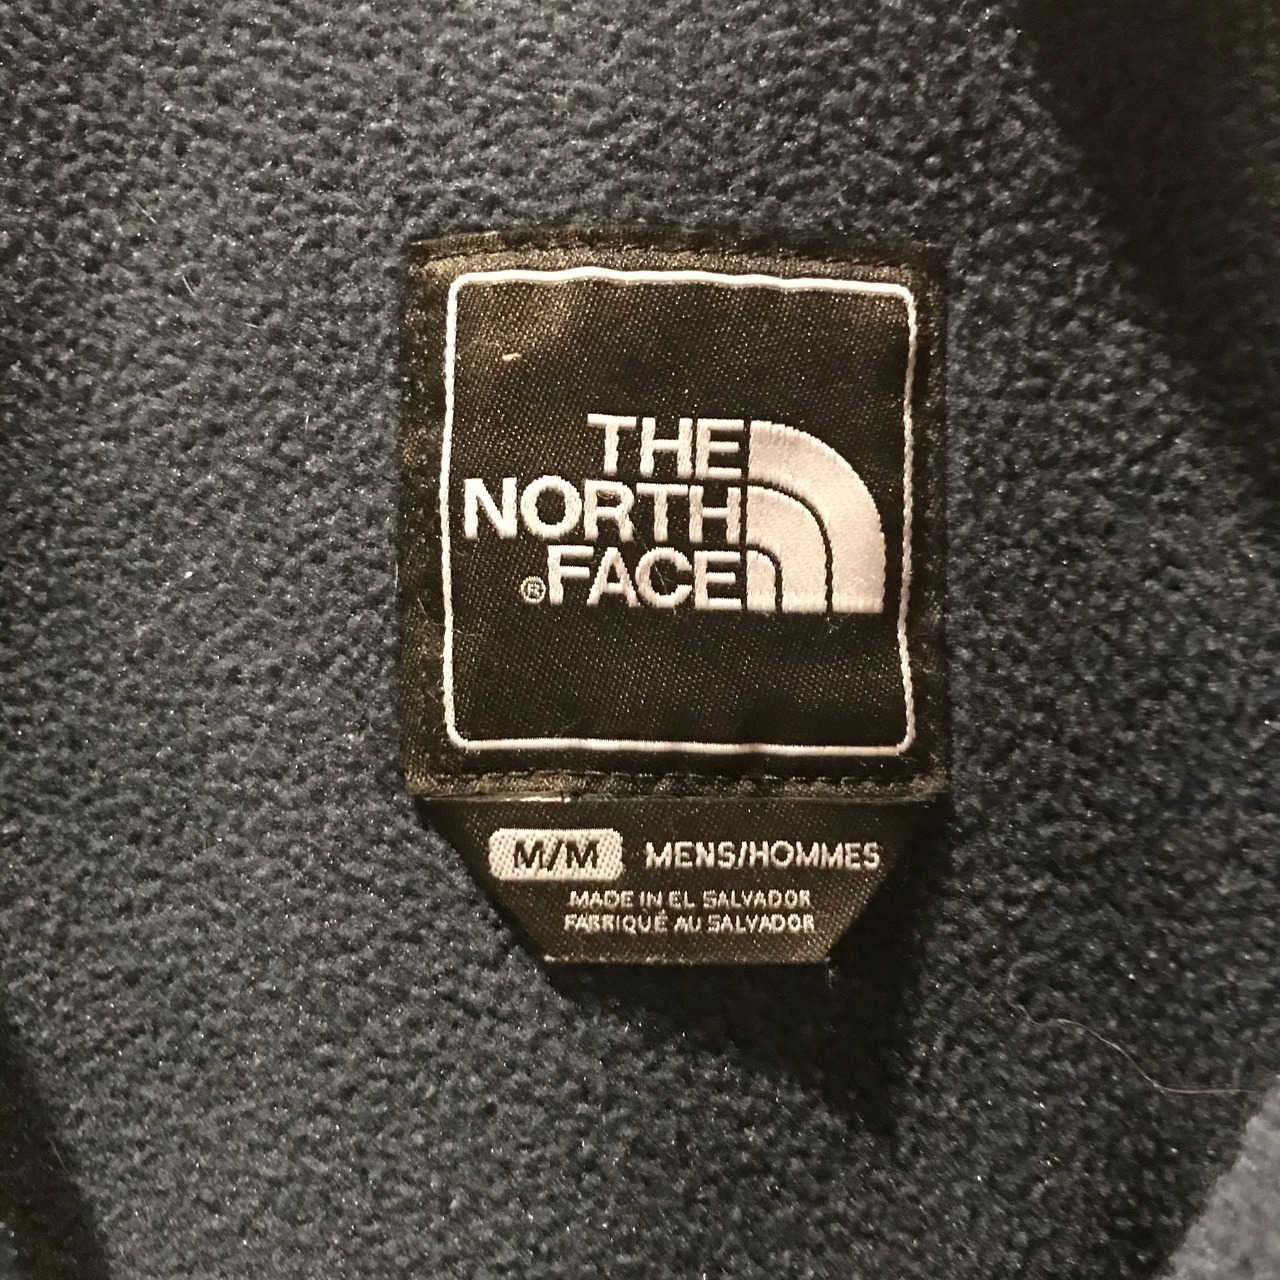 THE
NORTH
®FACE
M/M MENS/HOMMES
MADE IN EL SALVADOR
FABRIQUÉ AU SALVADOR